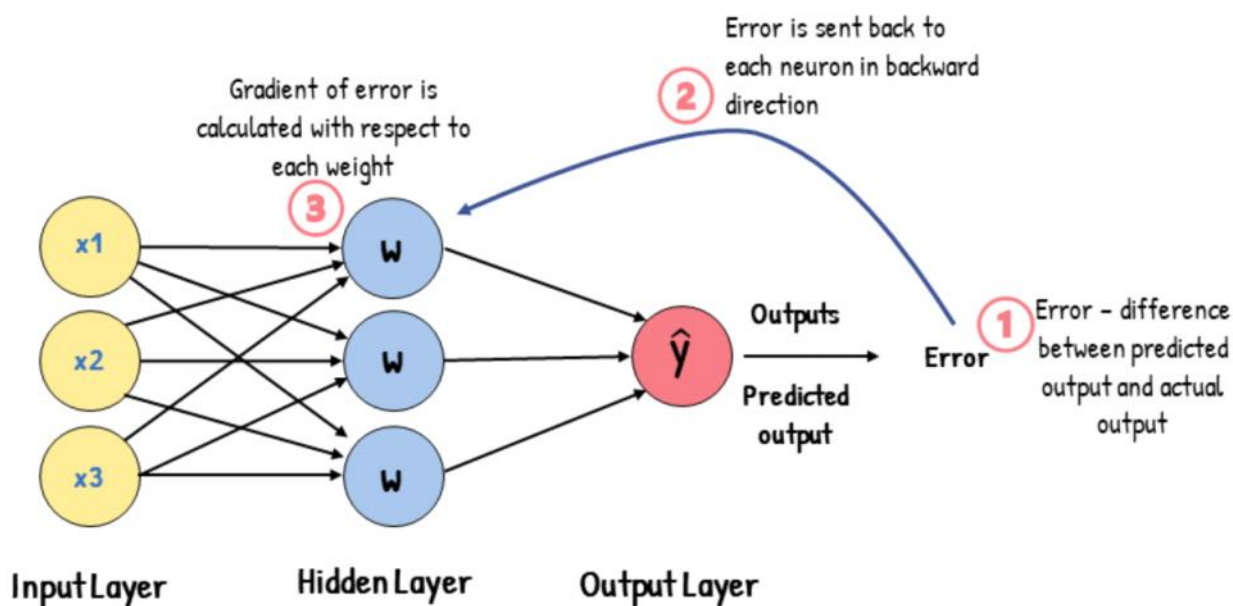 Error is sent back to
each neuron in backward
direction
2
Gradient of error is
calculated with respect to
each weight
3
x1
x2
x3
w
w
w
ŷ
Outputs
Predicted
output
Error
1
Error – difference
between predicted
output and actual
output
Input Layer
Hidden Layer
Output Layer